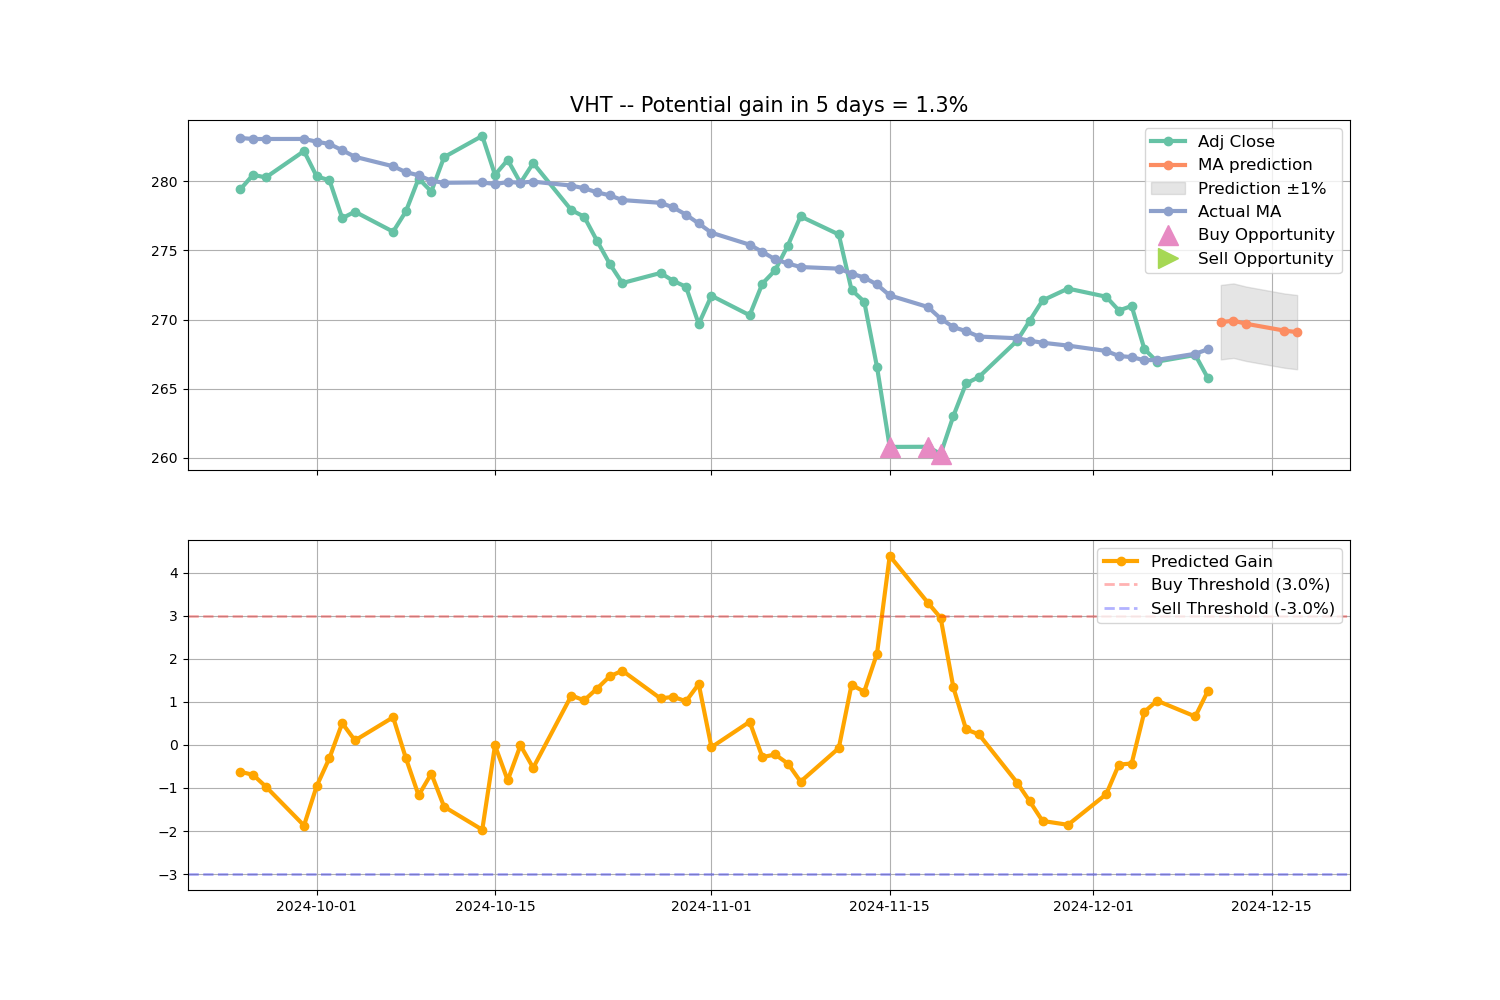 VHT -- Potential gain in 5 days = 1.3%
280
275
270
265
260
Adj Close
MA prediction
Prediction ±1%
Actual MA
Buy Opportunity
Sell Opportunity
4
3
2
1
0
−1
−2
−3
Predicted Gain
Buy Threshold (3.0%)
Sell Threshold (-3.0%)
2024-10-01
2024-10-15
2024-11-01
2024-11-15
2024-12-01
2024-12-15